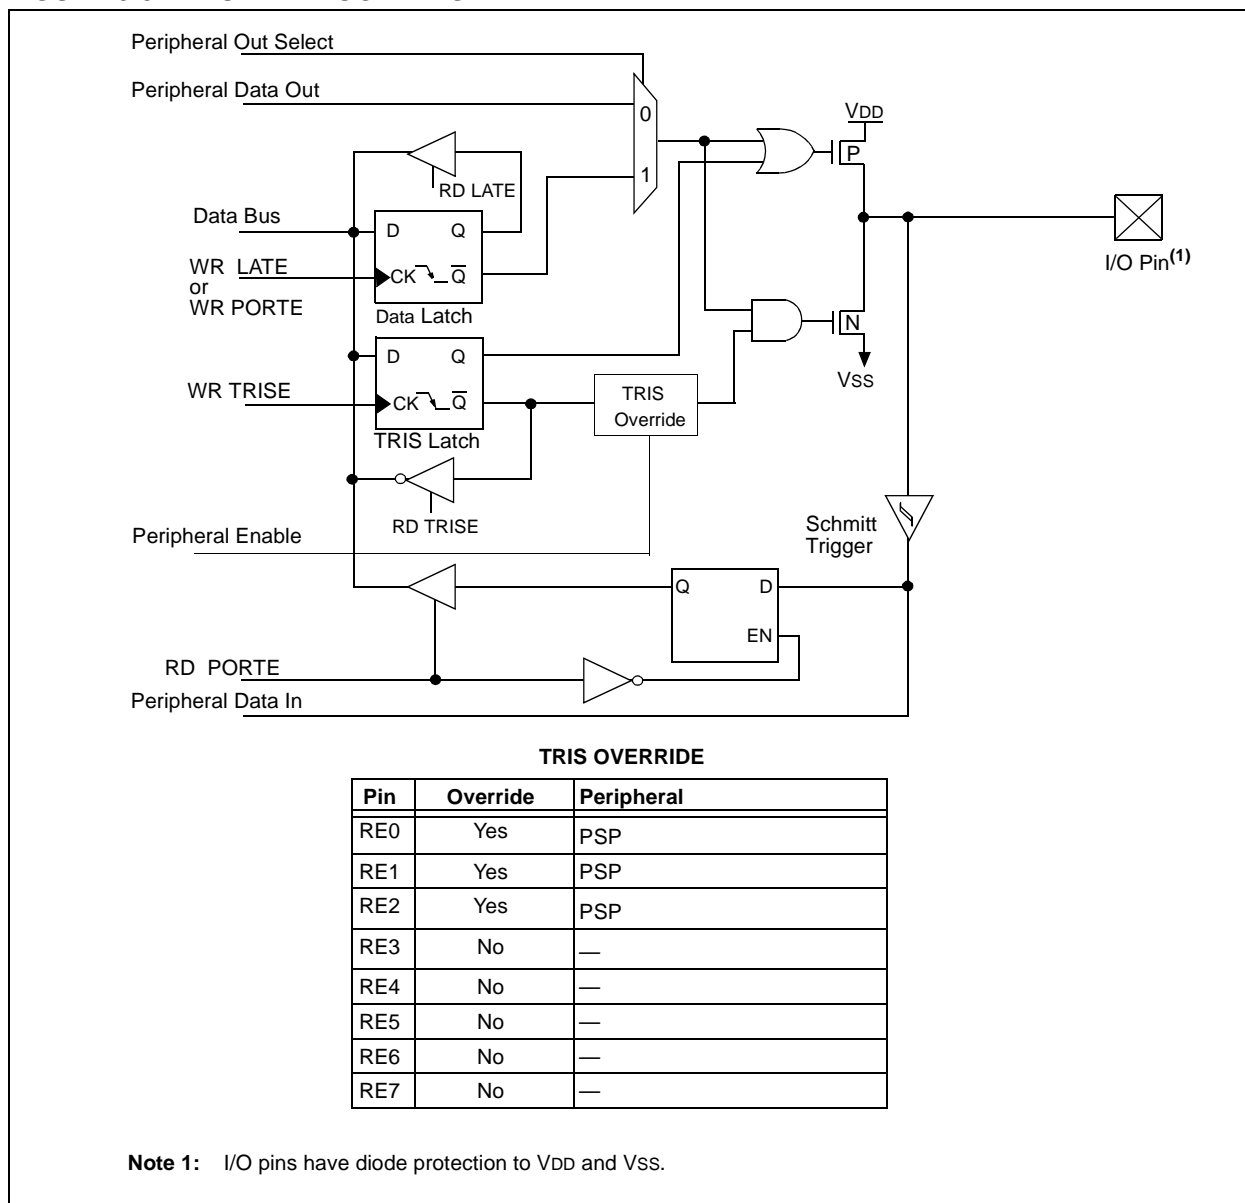 Peripheral Out Select
Peripheral Data Out
0
VDD
P
1
RD LATE
Data Bus
D Q
WR LATE
or
WR PORTE
CK Q
I/O Pin(1)
Data Latch
N
D Q
VSS
WR TRISE
CK Q
TRIS
Override
TRIS Latch
RD TRISE
Schmitt
Trigger
Peripheral Enable
Q D
EN
RD PORTE
Peripheral Data In
TRIS OVERRIDE
Pin Override Peripheral
RE0 Yes PSP
RE1 Yes PSP
RE2 Yes PSP
RE3 No —
RE4 No —
RE5 No —
RE6 No —
RE7 No —
Note 1: I/O pins have diode protection to VDD and VSS.